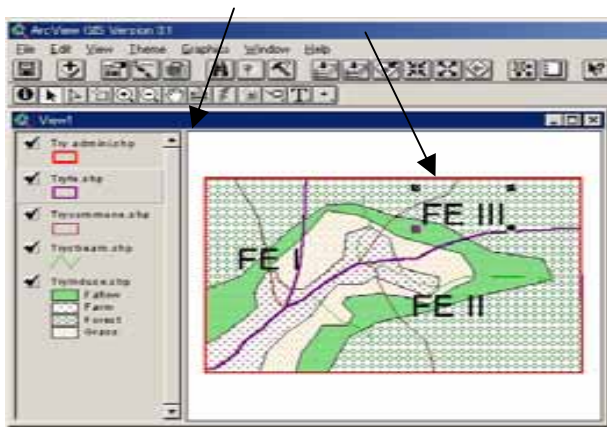 ArcView GIS Version 3.1
File Edit View Theme Graphics Window Help
View1
Try admini.shp
Tryfe.shp
Trycommune.shp
Trystream.shp
Trylnduse.shp
Fallow
Farm
Forest
Grass
FE III
FE I
FE II